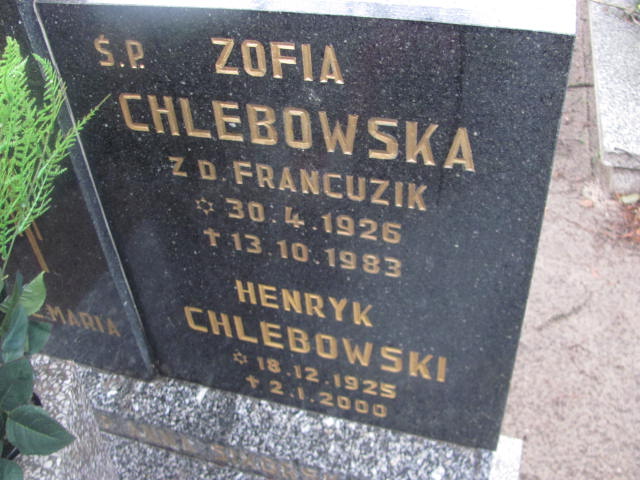 Ś.P. ZOFIA
CHLEBOWSKA
Z D. FRANCUZIK
✡ 30.4.1926
✝ 13.10.1983
HENRYK
CHLEBOWSKI
✡ 18.12.1925
✝ 2.1.2000
MARIA